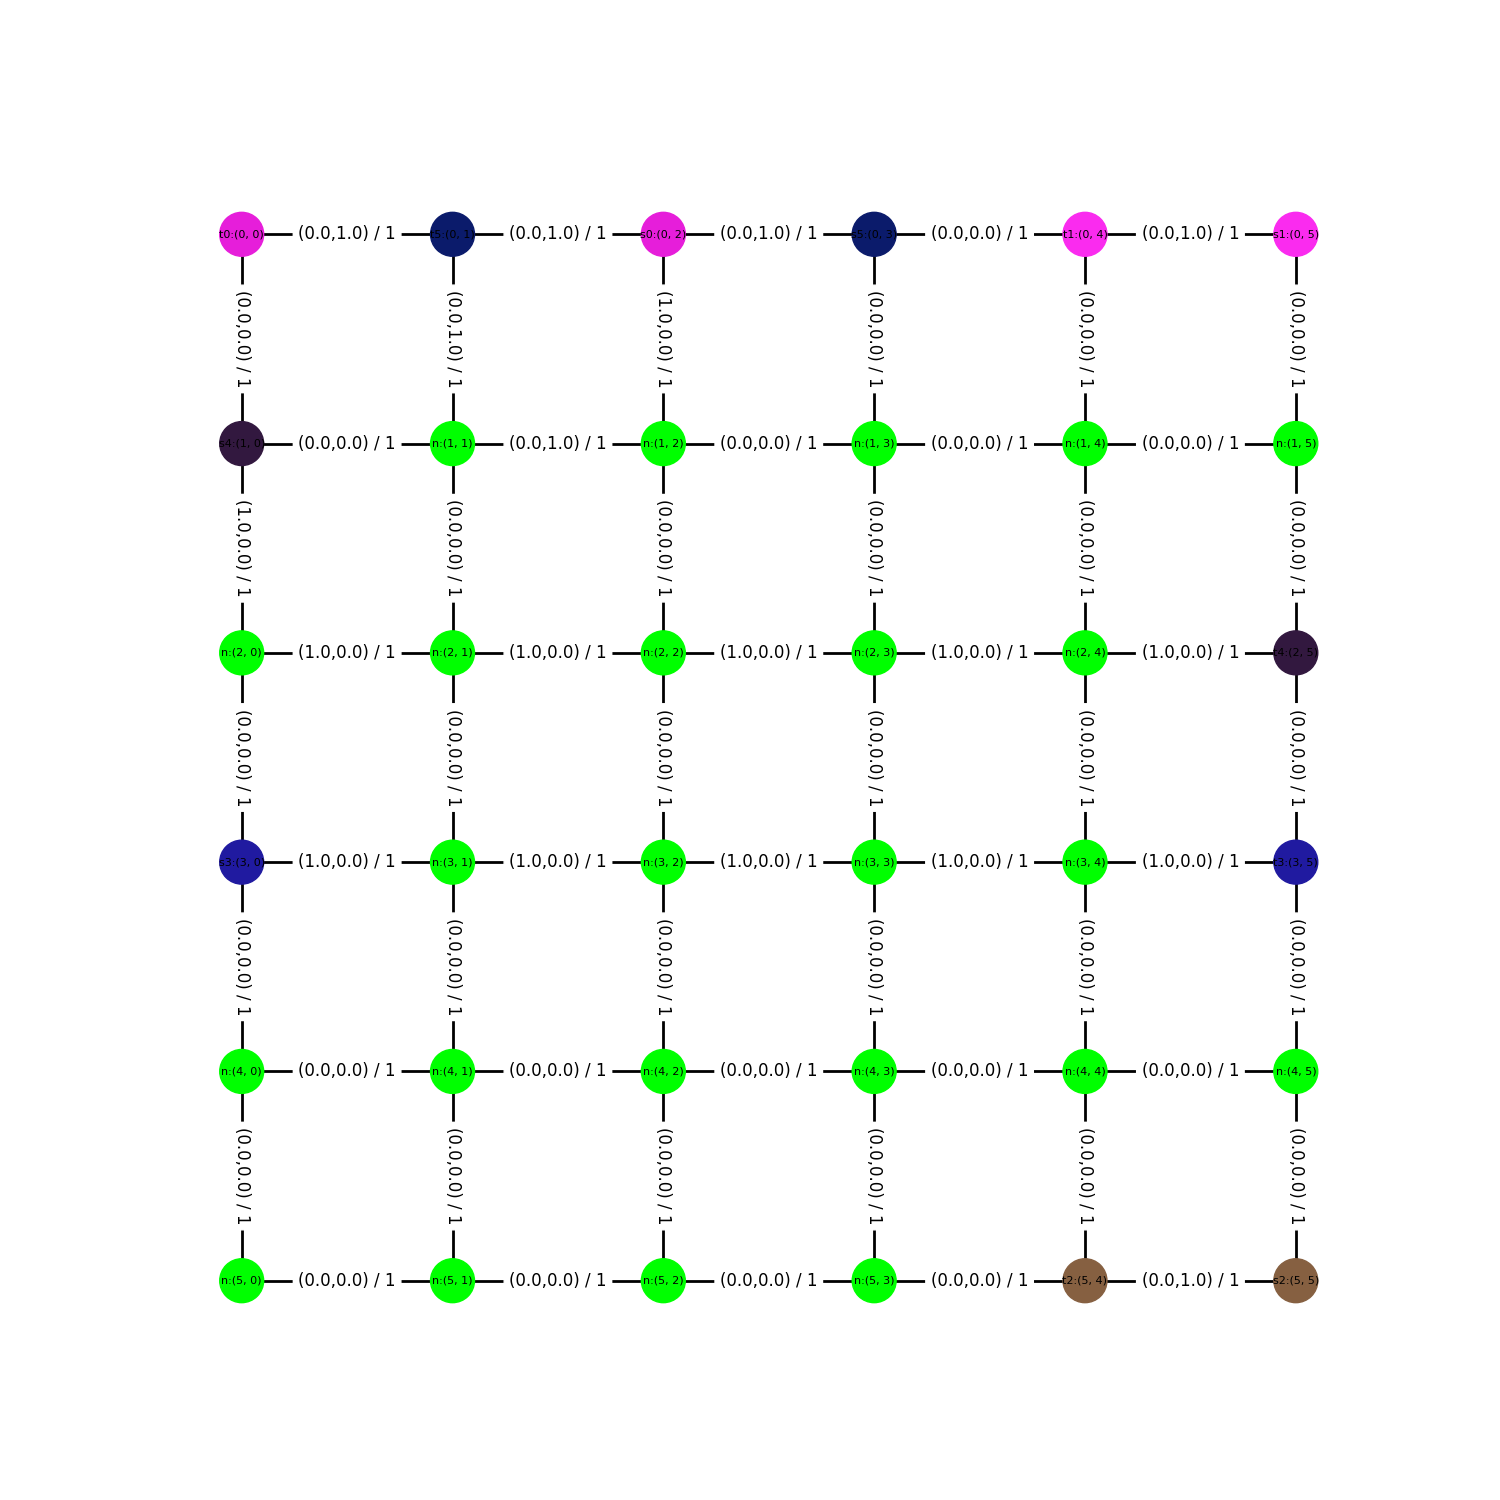 t0:(0, 0) (0.0,1.0) / 1 t5:(0, 1) (0.0,1.0) / 1 s0:(0, 2) (0.0,1.0) / 1 s5:(0, 3) (0.0,0.0) / 1 t1:(0, 4) (0.0,1.0) / 1 s1:(0, 5)
(0.0,0.0) / 1 (0.0,1.0) / 1 (1.0,0.0) / 1 (0.0,0.0) / 1 (0.0,0.0) / 1 (0.0,0.0) / 1
s4:(1, 0) (0.0,0.0) / 1 n:(1, 1) (0.0,1.0) / 1 n:(1, 2) (0.0,0.0) / 1 n:(1, 3) (0.0,0.0) / 1 n:(1, 4) (0.0,0.0) / 1 n:(1, 5)
(1.0,0.0) / 1 (0.0,0.0) / 1 (0.0,0.0) / 1 (0.0,0.0) / 1 (0.0,0.0) / 1 (0.0,0.0) / 1
n:(2, 0) (1.0,0.0) / 1 n:(2, 1) (1.0,0.0) / 1 n:(2, 2) (1.0,0.0) / 1 n:(2, 3) (1.0,0.0) / 1 n:(2, 4) (1.0,0.0) / 1 t4:(2, 5)
(0.0,0.0) / 1 (0.0,0.0) / 1 (0.0,0.0) / 1 (0.0,0.0) / 1 (0.0,0.0) / 1 (0.0,0.0) / 1
s3:(3, 0) (1.0,0.0) / 1 n:(3, 1) (1.0,0.0) / 1 n:(3, 2) (1.0,0.0) / 1 n:(3, 3) (1.0,0.0) / 1 n:(3, 4) (1.0,0.0) / 1 t3:(3, 5)
(0.0,0.0) / 1 (0.0,0.0) / 1 (0.0,0.0) / 1 (0.0,0.0) / 1 (0.0,0.0) / 1 (0.0,0.0) / 1
n:(4, 0) (0.0,0.0) / 1 n:(4, 1) (0.0,0.0) / 1 n:(4, 2) (0.0,0.0) / 1 n:(4, 3) (0.0,0.0) / 1 n:(4, 4) (0.0,0.0) / 1 n:(4, 5)
(0.0,0.0) / 1 (0.0,0.0) / 1 (0.0,0.0) / 1 (0.0,0.0) / 1 (0.0,0.0) / 1 (0.0,0.0) / 1
n:(5, 0) (0.0,0.0) / 1 n:(5, 1) (0.0,0.0) / 1 n:(5, 2) (0.0,0.0) / 1 n:(5, 3) (0.0,0.0) / 1 t2:(5, 4) (0.0,1.0) / 1 s2:(5, 5)